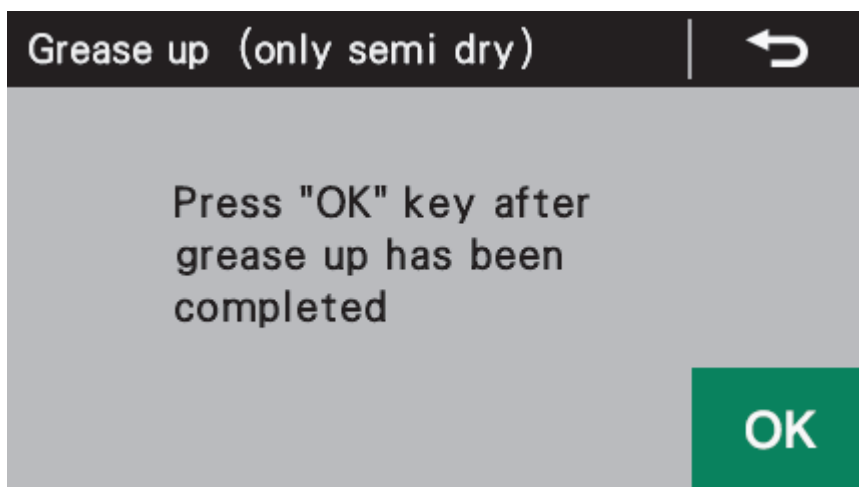 Grease up (only semi dry)
Press "OK" key after
grease up has been
completed
OK